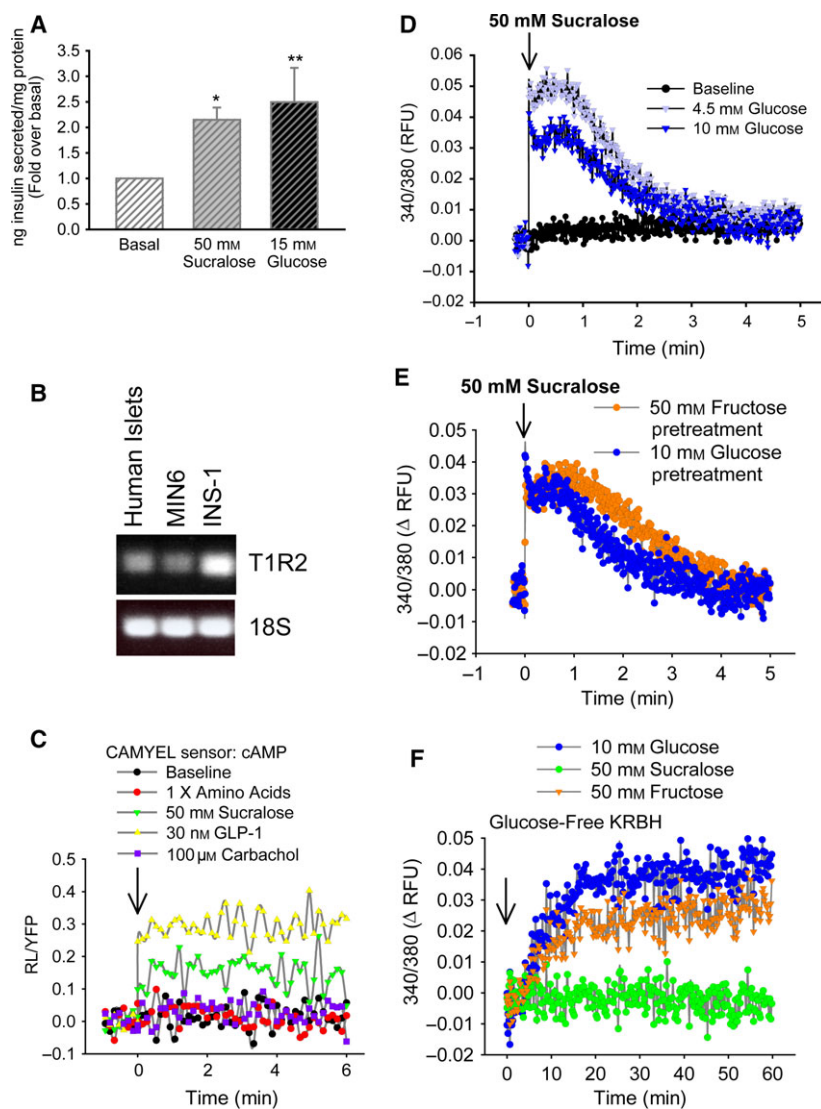 A
ng insulin secreted/mg protein
(Fold over basal)
3.5
3.0
2.5
2.0
1.5
1.0
0.5
0.0
*
**
Basal
50 mM
Sucralose
15 mM
Glucose
B
Human Islets
MIN6
INS-1
T1R2
18S
C
CAMYEL sensor: cAMP
Baseline
1 X Amino Acids
50 mM Sucralose
30 nM GLP-1
100 µM Carbachol
RL/YFP
0.5
0.4
0.3
0.2
0.1
0.0
–0.1
0
2
4
6
Time (min)
D
50 mM Sucralose
Baseline
4.5 mM Glucose
10 mM Glucose
340/380 (RFU)
0.06
0.05
0.04
0.03
0.02
0.01
0.00
–0.01
–0.02
–1
0
1
2
3
4
5
Time (min)
E
50 mM Sucralose
50 mM Fructose
pretreatment
10 mM Glucose
pretreatment
340/380 (Δ RFU)
0.05
0.04
0.03
0.02
0.01
0.00
–0.01
–0.02
–1
0
1
2
3
4
5
Time (min)
F
10 mM Glucose
50 mM Sucralose
50 mM Fructose
Glucose-Free KRBH
340/380 (Δ RFU)
0.05
0.04
0.03
0.02
0.01
0.00
–0.01
–0.02
0
10
20
30
40
50
60
Time (min)